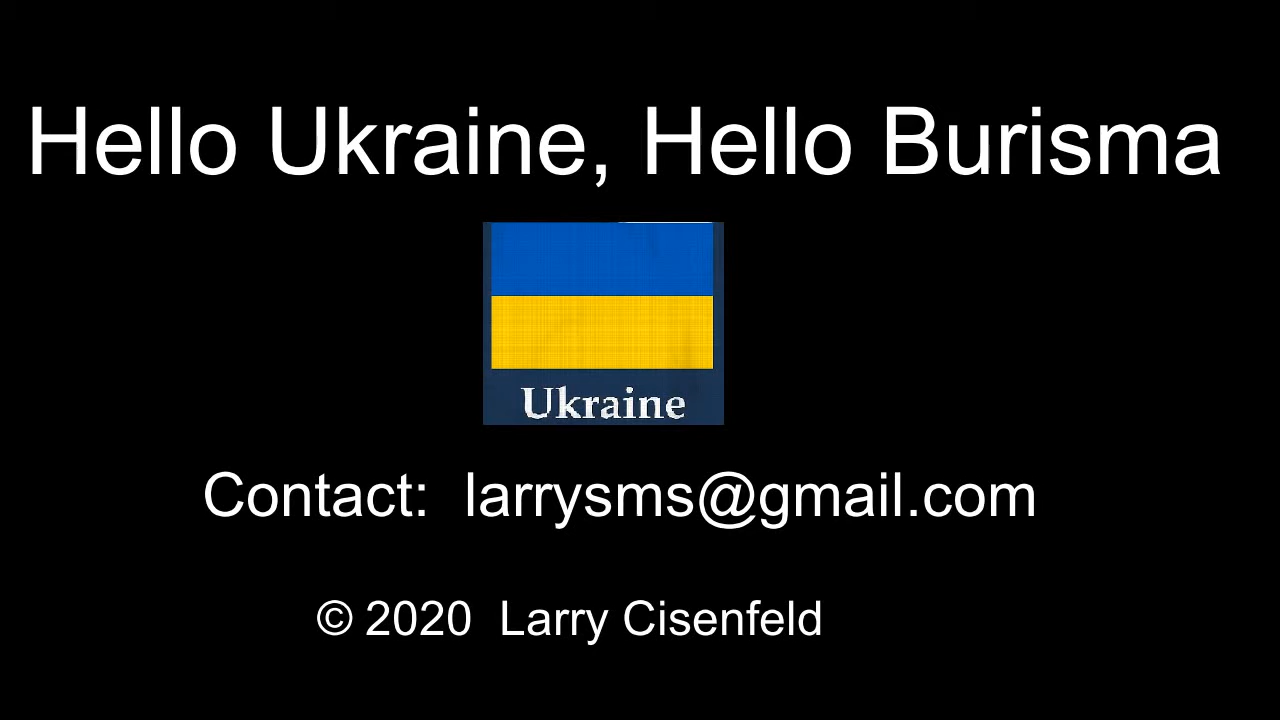 Hello Ukraine, Hello Burisma
Ukraine
Contact:  larrysms@gmail.com
© 2020  Larry Cisenfeld